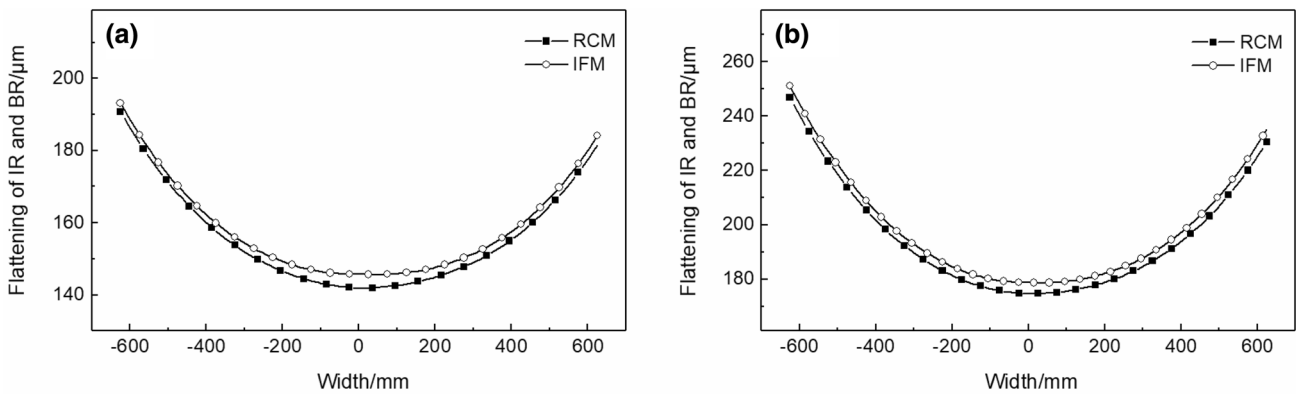 (a)
RCM
IFM
Flattening of IR and BR/μm
200
180
160
140
-600 -400 -200 0 200 400 600
Width/mm
(b)
RCM
IFM
Flattening of IR and BR/μm
260
240
220
200
180
-600 -400 -200 0 200 400 600
Width/mm